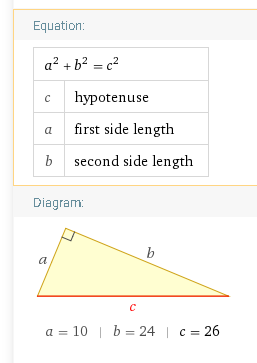 Equation:
a² + b² = c²
c hypotenuse
a first side length
b second side length
Diagram:
a
b
c
a = 10 | b = 24 | c = 26